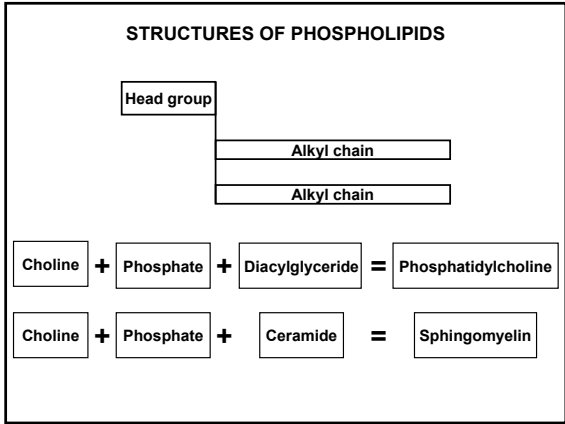 STRUCTURES OF PHOSPHOLIPIDS
Head group
Alkyl chain
Alkyl chain
Choline + Phosphate + Diacylglyceride = Phosphatidylcholine
Choline + Phosphate + Ceramide = Sphingomyelin